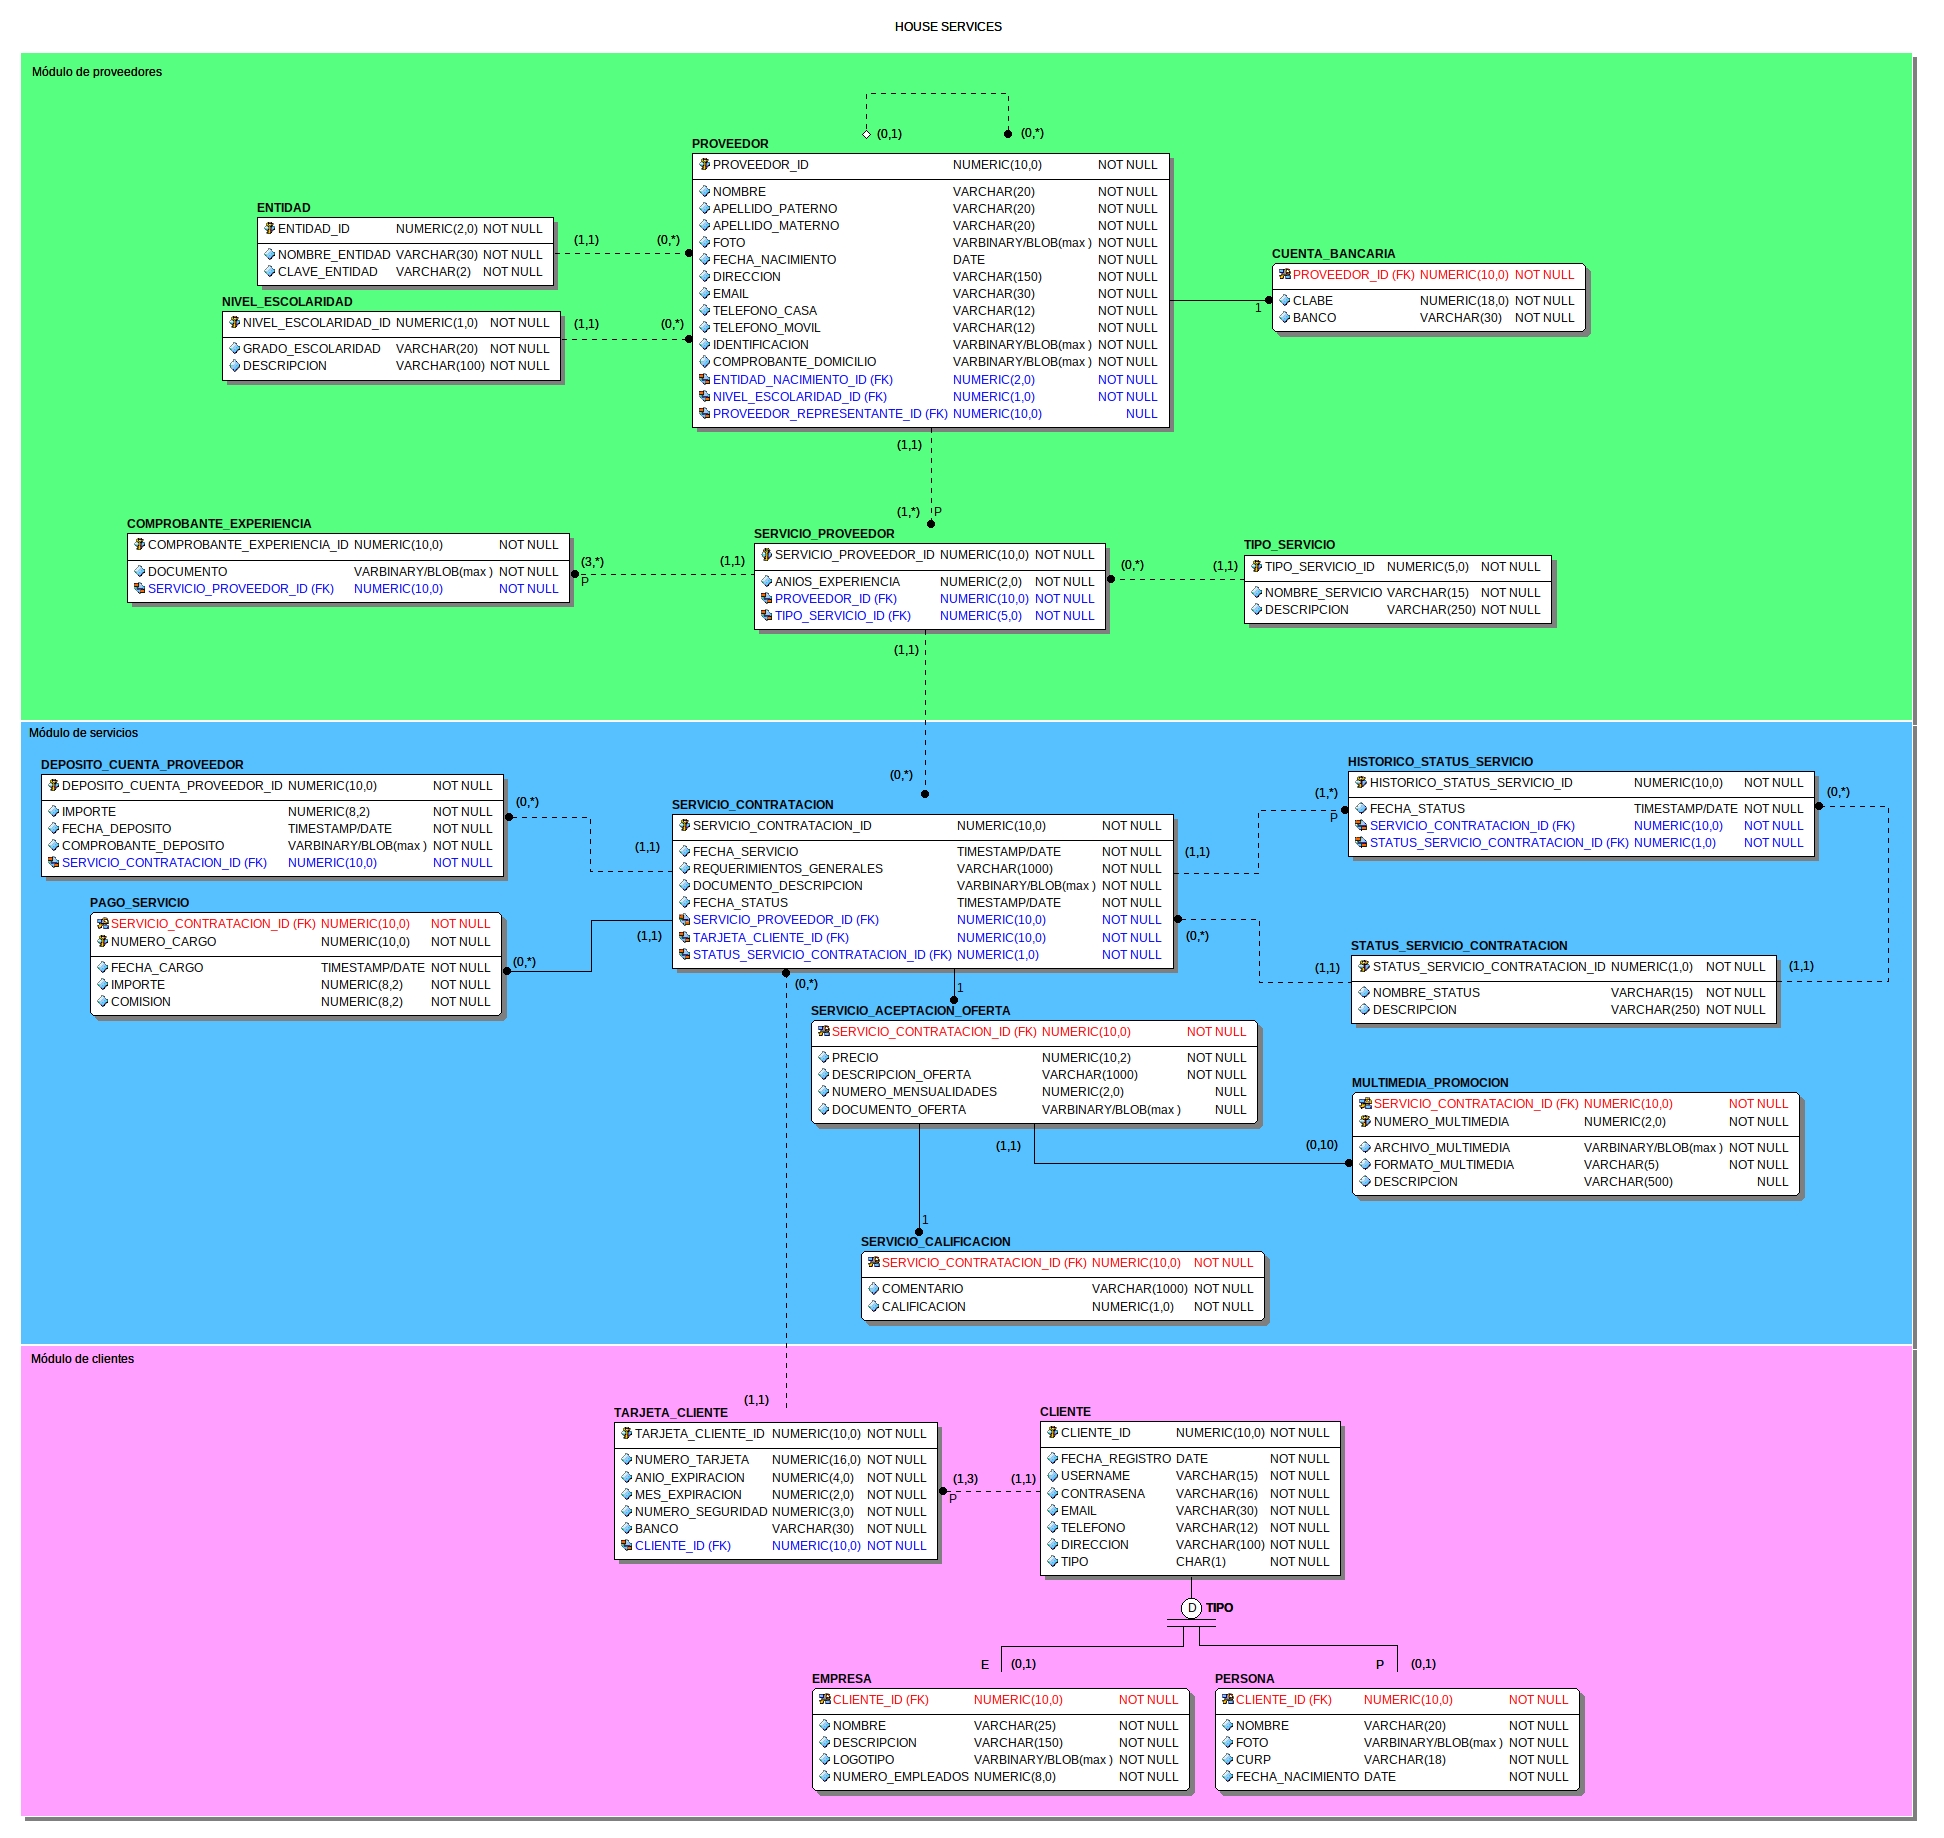 HOUSE SERVICES
Módulo de proveedores
(0,1)
(0,*)
PROVEEDOR
PROVEEDOR_ID NUMERIC(10,0) NOT NULL
NOMBRE VARCHAR(20) NOT NULL
APELLIDO_PATERNO VARCHAR(20) NOT NULL
APELLIDO_MATERNO VARCHAR(20) NOT NULL
FOTO VARBINARY/BLOB(max ) NOT NULL
FECHA_NACIMIENTO DATE NOT NULL
DIRECCION VARCHAR(150) NOT NULL
EMAIL VARCHAR(30) NOT NULL
TELEFONO_CASA VARCHAR(12) NOT NULL
TELEFONO_MOVIL VARCHAR(12) NOT NULL
IDENTIFICACION VARBINARY/BLOB(max ) NOT NULL
COMPROBANTE_DOMICILIO VARBINARY/BLOB(max ) NOT NULL
ENTIDAD_NACIMIENTO_ID (FK) NUMERIC(2,0) NOT NULL
NIVEL_ESCOLARIDAD_ID (FK) NUMERIC(1,0) NOT NULL
PROVEEDOR_REPRESENTANTE_ID (FK) NUMERIC(10,0) NULL
ENTIDAD
ENTIDAD_ID NUMERIC(2,0) NOT NULL
NOMBRE_ENTIDAD VARCHAR(30) NOT NULL
CLAVE_ENTIDAD VARCHAR(2) NOT NULL
(1,1)
(0,*)
NIVEL_ESCOLARIDAD
NIVEL_ESCOLARIDAD_ID NUMERIC(1,0) NOT NULL
GRADO_ESCOLARIDAD VARCHAR(20) NOT NULL
DESCRIPCION VARCHAR(100) NOT NULL
(1,1)
(0,*)
CUENTA_BANCARIA
PROVEEDOR_ID (FK) NUMERIC(10,0) NOT NULL
CLABE NUMERIC(18,0) NOT NULL
BANCO VARCHAR(30) NOT NULL
1
(1,1)
(1,*)
P
COMPROBANTE_EXPERIENCIA
COMPROBANTE_EXPERIENCIA_ID NUMERIC(10,0) NOT NULL
DOCUMENTO VARBINARY/BLOB(max ) NOT NULL
SERVICIO_PROVEEDOR_ID (FK) NUMERIC(10,0) NOT NULL
(3,*)
P
(1,1)
SERVICIO_PROVEEDOR
SERVICIO_PROVEEDOR_ID NUMERIC(10,0) NOT NULL
ANIOS_EXPERIENCIA NUMERIC(2,0) NOT NULL
PROVEEDOR_ID (FK) NUMERIC(10,0) NOT NULL
TIPO_SERVICIO_ID (FK) NUMERIC(5,0) NOT NULL
(0,*)
(1,1)
TIPO_SERVICIO
TIPO_SERVICIO_ID NUMERIC(5,0) NOT NULL
NOMBRE_SERVICIO VARCHAR(15) NOT NULL
DESCRIPCION VARCHAR(250) NOT NULL
(1,1)
Módulo de servicios
(0,*)
DEPOSITO_CUENTA_PROVEEDOR
DEPOSITO_CUENTA_PROVEEDOR_ID NUMERIC(10,0) NOT NULL
IMPORTE NUMERIC(8,2) NOT NULL
FECHA_DEPOSITO TIMESTAMP/DATE NOT NULL
COMPROBANTE_DEPOSITO VARBINARY/BLOB(max ) NOT NULL
SERVICIO_CONTRATACION_ID (FK) NUMERIC(10,0) NOT NULL
(0,*)
(1,1)
PAGO_SERVICIO
SERVICIO_CONTRATACION_ID (FK) NUMERIC(10,0) NOT NULL
NUMERO_CARGO NUMERIC(10,0) NOT NULL
FECHA_CARGO TIMESTAMP/DATE NOT NULL
IMPORTE NUMERIC(8,2) NOT NULL
COMISION NUMERIC(8,2) NOT NULL
(1,1)
(0,*)
SERVICIO_CONTRATACION
SERVICIO_CONTRATACION_ID NUMERIC(10,0) NOT NULL
FECHA_SERVICIO TIMESTAMP/DATE NOT NULL
REQUERIMIENTOS_GENERALES VARCHAR(1000) NOT NULL
DOCUMENTO_DESCRIPCION VARBINARY/BLOB(max ) NOT NULL
FECHA_STATUS TIMESTAMP/DATE NOT NULL
SERVICIO_PROVEEDOR_ID (FK) NUMERIC(10,0) NOT NULL
TARJETA_CLIENTE_ID (FK) NUMERIC(10,0) NOT NULL
STATUS_SERVICIO_CONTRATACION_ID (FK) NUMERIC(1,0) NOT NULL
HISTORICO_STATUS_SERVICIO
HISTORICO_STATUS_SERVICIO_ID NUMERIC(10,0) NOT NULL
FECHA_STATUS TIMESTAMP/DATE NOT NULL
SERVICIO_CONTRATACION_ID (FK) NUMERIC(10,0) NOT NULL
STATUS_SERVICIO_CONTRATACION_ID (FK) NUMERIC(1,0) NOT NULL
(1,*)
P
(0,*)
(1,1)
(0,*)
STATUS_SERVICIO_CONTRATACION
STATUS_SERVICIO_CONTRATACION_ID NUMERIC(1,0) NOT NULL
NOMBRE_STATUS VARCHAR(15) NOT NULL
DESCRIPCION VARCHAR(250) NOT NULL
(1,1)
(1,1)
(0,*)
1
SERVICIO_ACEPTACION_OFERTA
SERVICIO_CONTRATACION_ID (FK) NUMERIC(10,0) NOT NULL
PRECIO NUMERIC(10,2) NOT NULL
DESCRIPCION_OFERTA VARCHAR(1000) NOT NULL
NUMERO_MENSUALIDADES NUMERIC(2,0) NULL
DOCUMENTO_OFERTA VARBINARY/BLOB(max ) NULL
(1,1)
(0,10)
MULTIMEDIA_PROMOCION
SERVICIO_CONTRATACION_ID (FK) NUMERIC(10,0) NOT NULL
NUMERO_MULTIMEDIA NUMERIC(2,0) NOT NULL
ARCHIVO_MULTIMEDIA VARBINARY/BLOB(max ) NOT NULL
FORMATO_MULTIMEDIA VARCHAR(5) NOT NULL
DESCRIPCION VARCHAR(500) NULL
1
SERVICIO_CALIFICACION
SERVICIO_CONTRATACION_ID (FK) NUMERIC(10,0) NOT NULL
COMENTARIO VARCHAR(1000) NOT NULL
CALIFICACION NUMERIC(1,0) NOT NULL
Módulo de clientes
(1,1)
TARJETA_CLIENTE
TARJETA_CLIENTE_ID NUMERIC(10,0) NOT NULL
NUMERO_TARJETA NUMERIC(16,0) NOT NULL
ANIO_EXPIRACION NUMERIC(4,0) NOT NULL
MES_EXPIRACION NUMERIC(2,0) NOT NULL
NUMERO_SEGURIDAD NUMERIC(3,0) NOT NULL
BANCO VARCHAR(30) NOT NULL
CLIENTE_ID (FK) NUMERIC(10,0) NOT NULL
(1,3)
P
(1,1)
CLIENTE
CLIENTE_ID NUMERIC(10,0) NOT NULL
FECHA_REGISTRO DATE NOT NULL
USERNAME VARCHAR(15) NOT NULL
CONTRASENA VARCHAR(16) NOT NULL
EMAIL VARCHAR(30) NOT NULL
TELEFONO VARCHAR(12) NOT NULL
DIRECCION VARCHAR(100) NOT NULL
TIPO CHAR(1) NOT NULL
D TIPO
E (0,1)
P (0,1)
EMPRESA
CLIENTE_ID (FK) NUMERIC(10,0) NOT NULL
NOMBRE VARCHAR(25) NOT NULL
DESCRIPCION VARCHAR(150) NOT NULL
LOGOTIPO VARBINARY/BLOB(max ) NOT NULL
NUMERO_EMPLEADOS NUMERIC(8,0) NOT NULL
PERSONA
CLIENTE_ID (FK) NUMERIC(10,0) NOT NULL
NOMBRE VARCHAR(20) NOT NULL
FOTO VARBINARY/BLOB(max ) NOT NULL
CURP VARCHAR(18) NOT NULL
FECHA_NACIMIENTO DATE NOT NULL